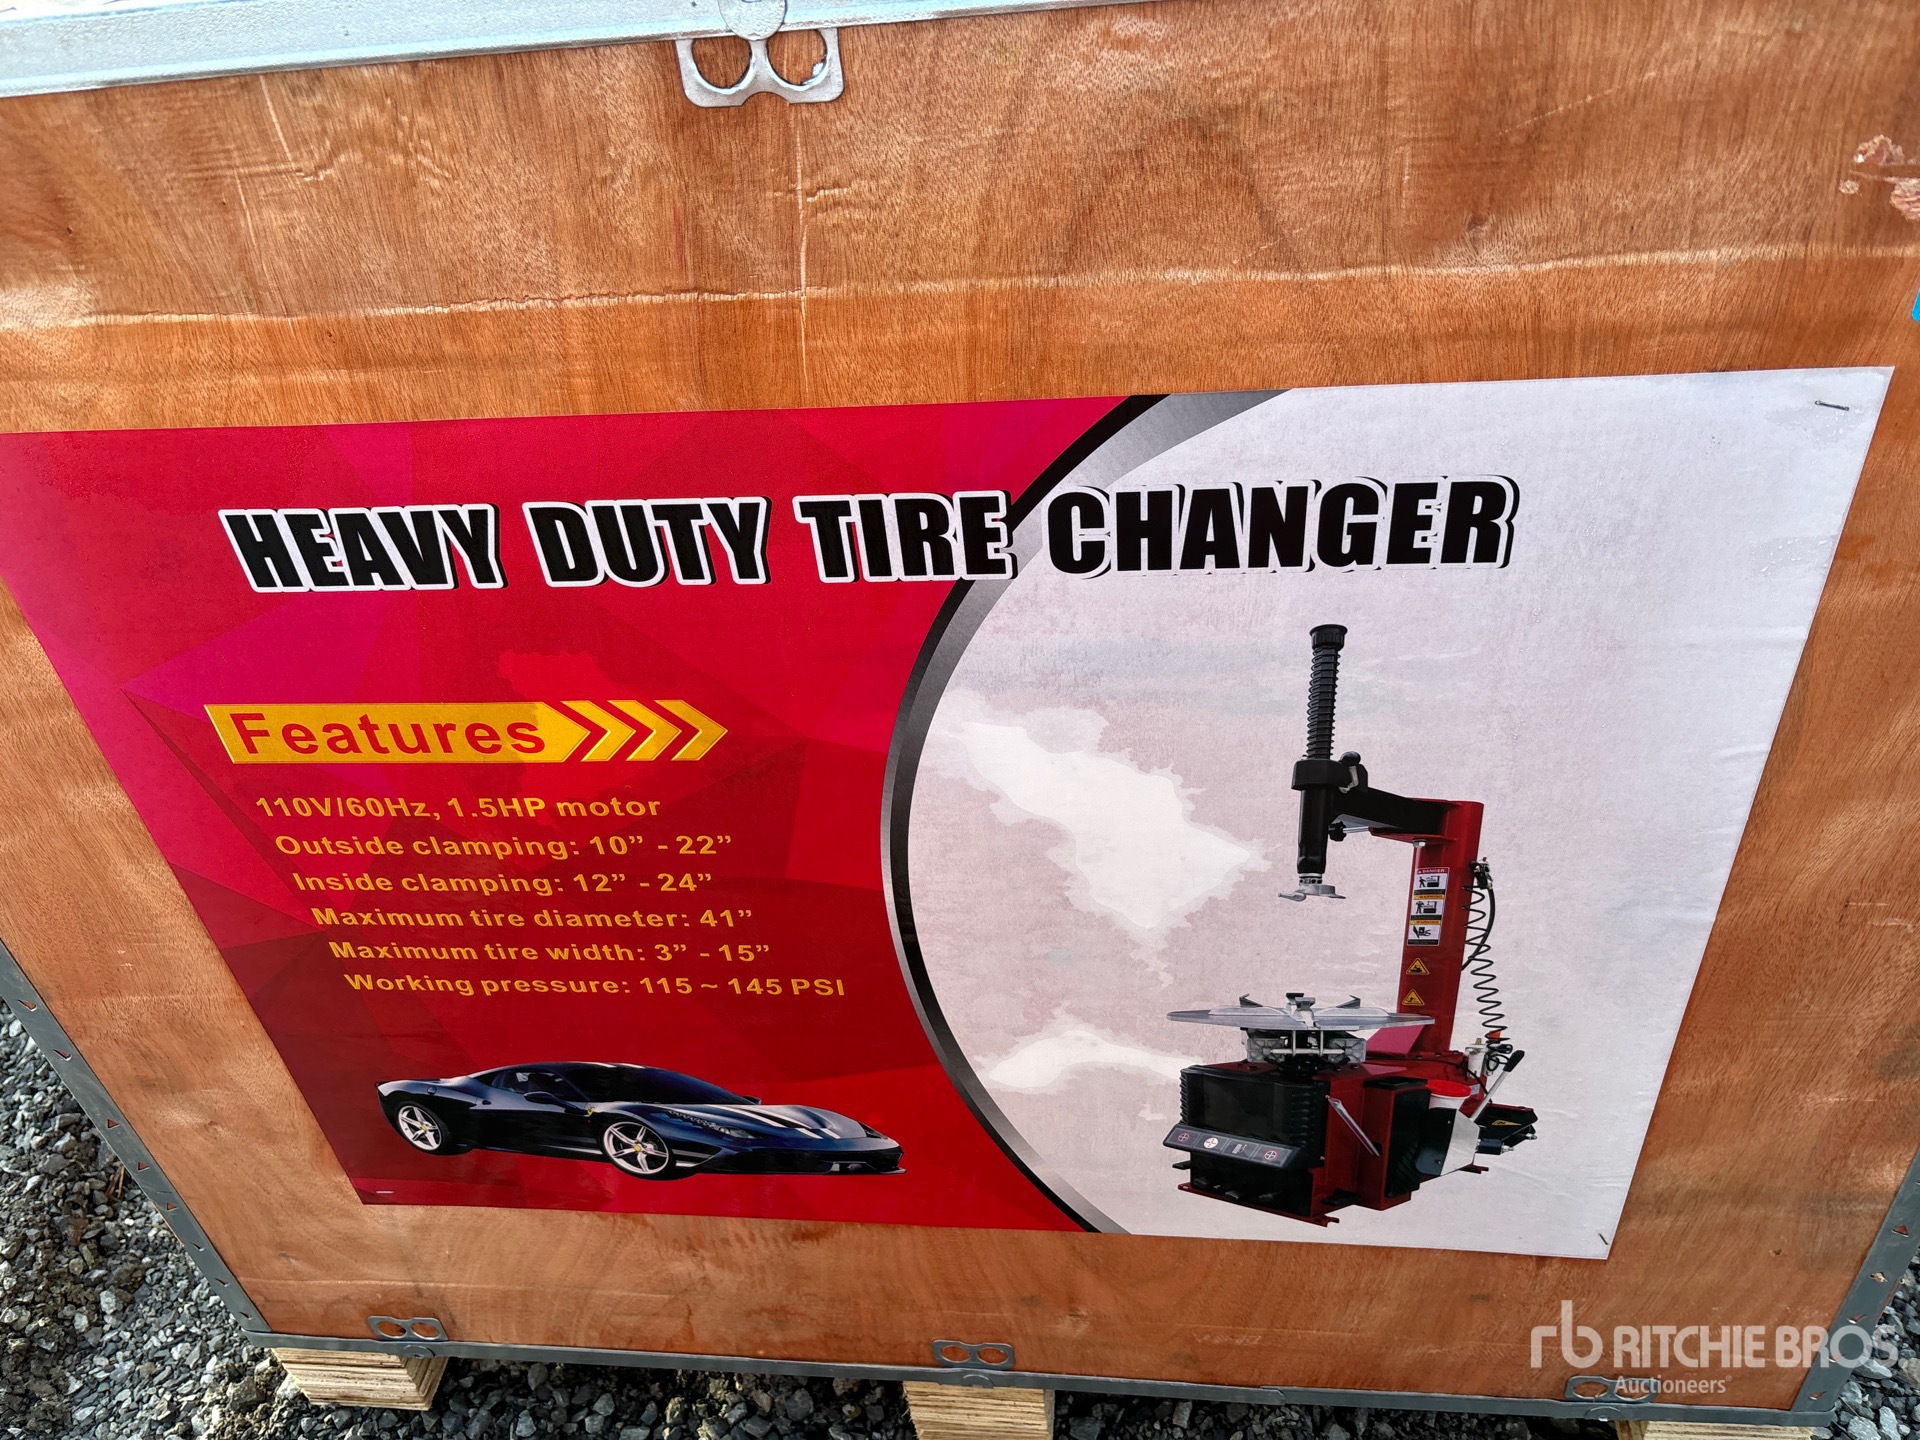 HEAVY DUTY TIRE CHANGER
Features
110V/60Hz, 1.5HP motor
Outside clamping: 10” - 22”
Inside clamping: 12” - 24”
Maximum tire diameter: 41”
Maximum tire width: 3” - 15”
Working pressure: 115 ~ 145 PSI
rb RITCHIE BROS.
Auctioneers